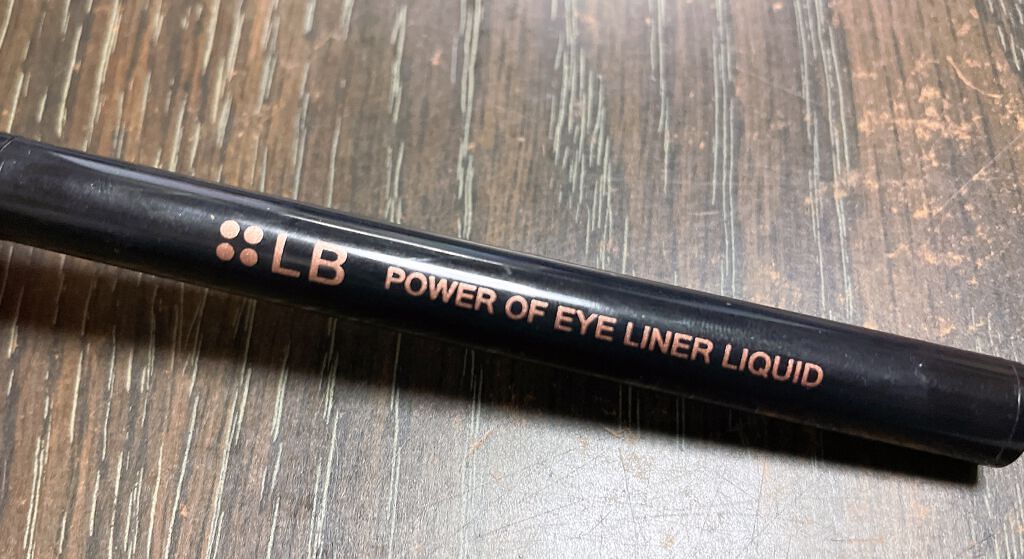 LB POWER OF EYE LINER LIQUID